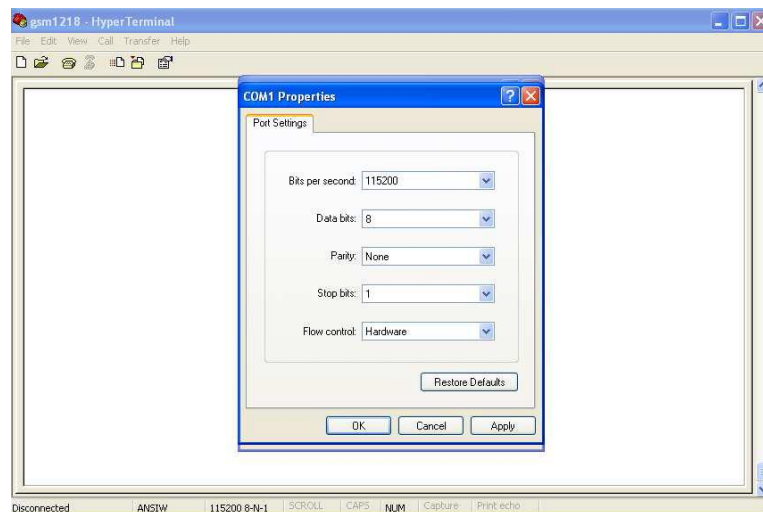 gsm1218 - HyperTerminal
File Edit View Call Transfer Help
COM1 Properties
Port Settings
Bits per second: 115200
Data bits: 8
Parity: None
Stop bits: 1
Flow control: Hardware
Restore Defaults
OK Cancel Apply
Disconnected ANSIW 115200 8-N-1 SCROLL CAPS NUM Capture Print echo